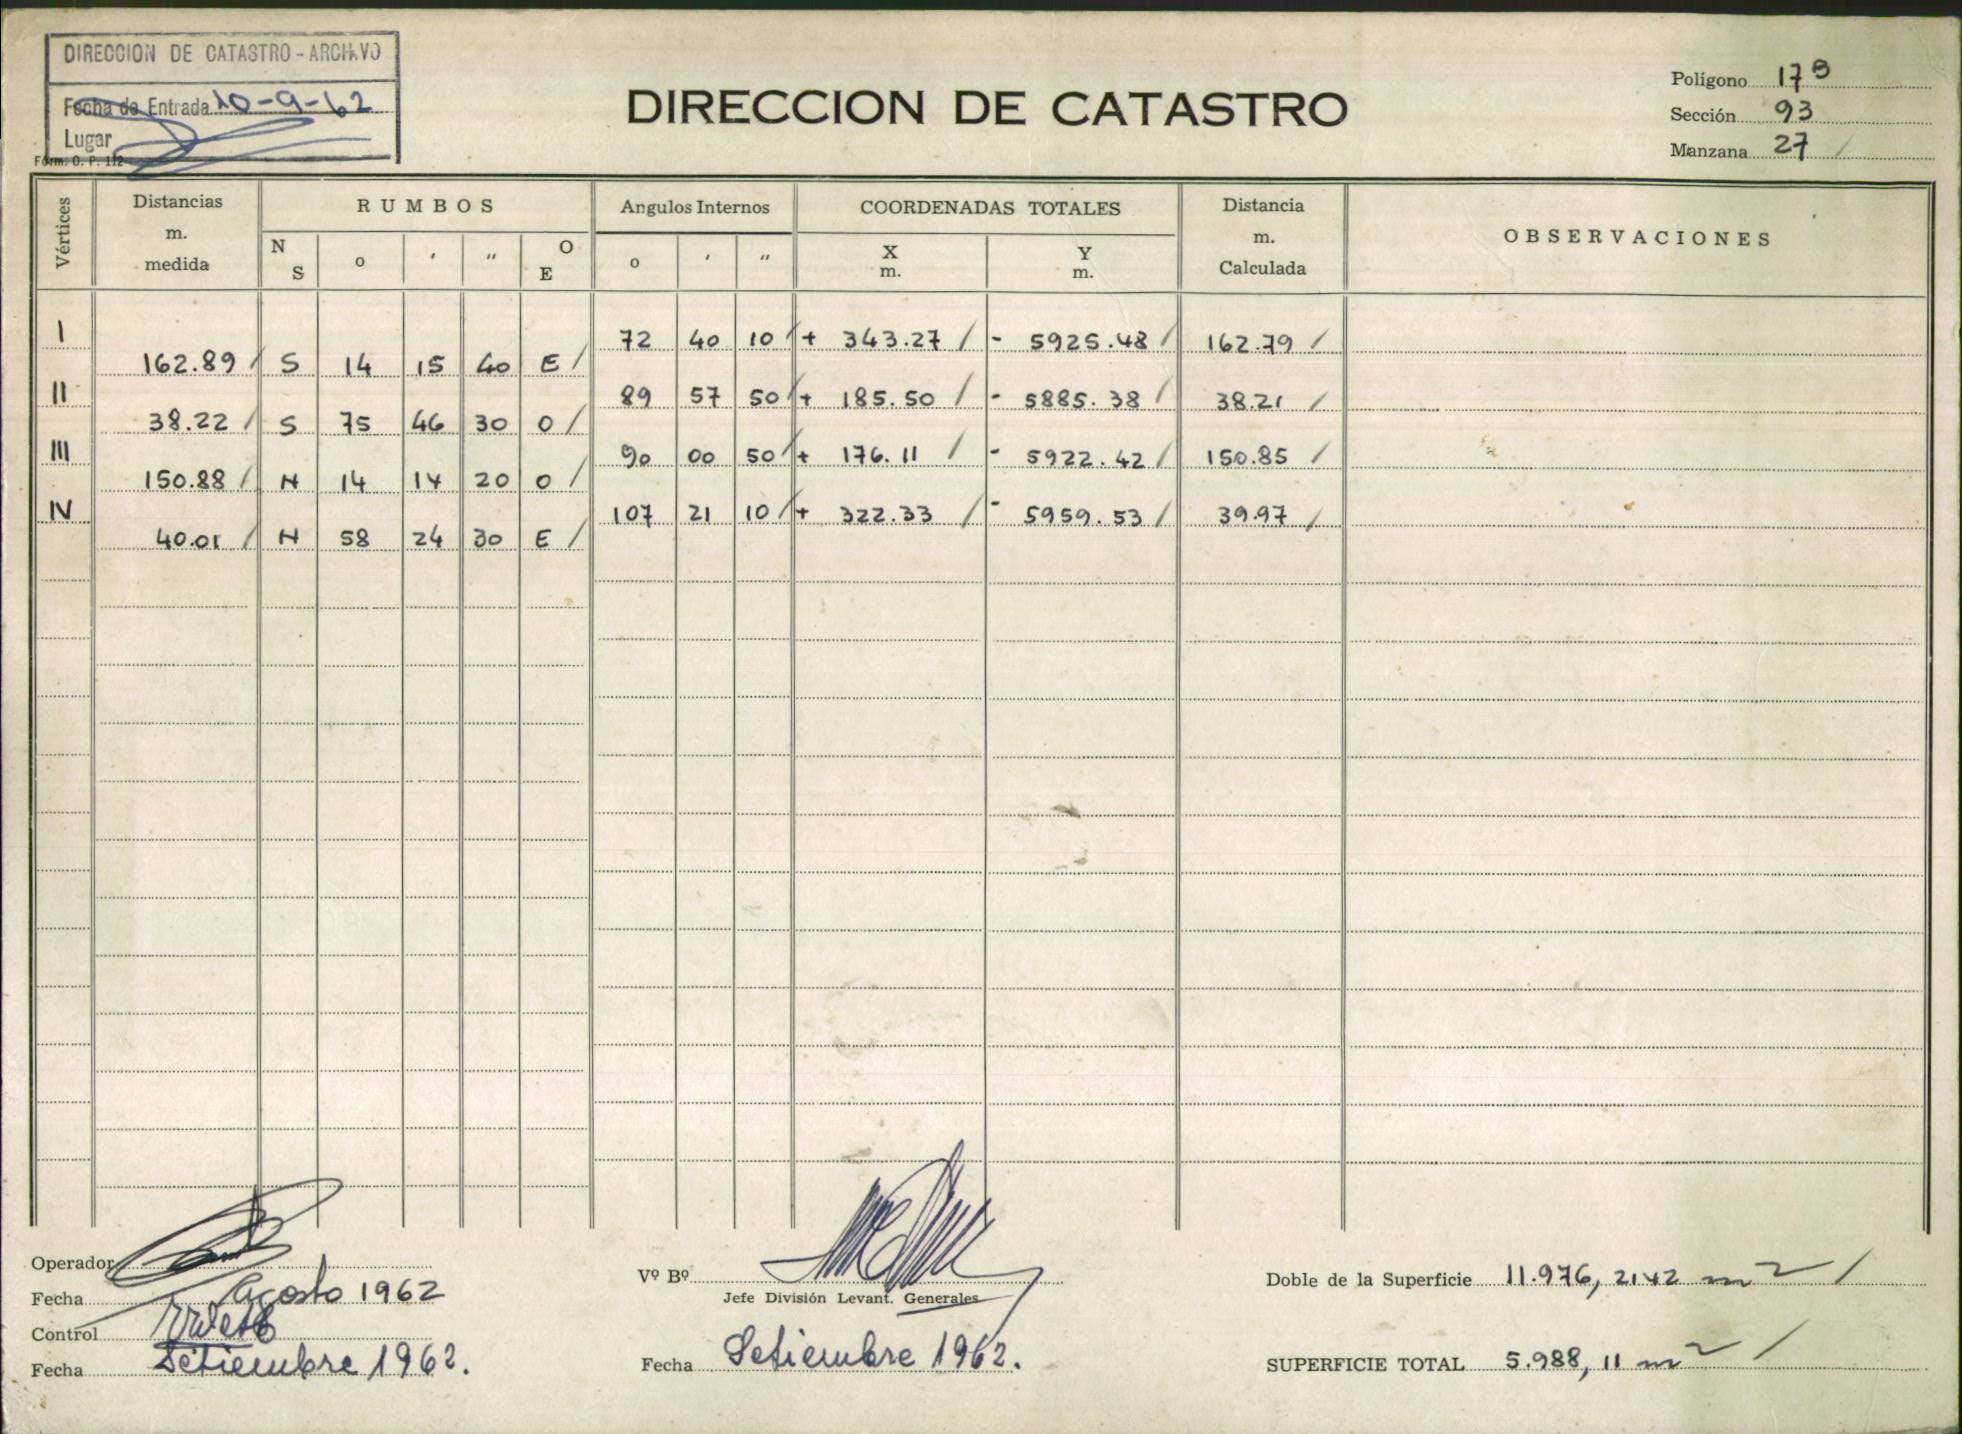 DIRECCION DE CATASTRO - ARCHIVO
Fecha de Entrada 10-9-62
Lugar
Form. O. P. 112
DIRECCION DE CATASTRO
Polígono 17 B
Sección 93
Manzana 27 /
Vértices
Distancias m. medida
RUMBOS
N S o ' " O E
Angulos Internos
o ' "
COORDENADAS TOTALES
X m. Y m.
Distancia m. Calculada
OBSERVACIONES
I 72 40 10 / + 343.27 / - 5925.48 / 162.79 /
162.89 / S 14 15 40 E /
II 89 57 50 / + 185.50 / - 5885.38 / 38.21 /
38.22 / S 75 46 30 O /
III 90 00 50 / + 176.11 / - 5922.42 / 150.85 /
150.88 / N 14 14 20 O /
IV 107 21 10 / + 322.33 / - 5959.53 / 39.97 /
40.01 / N 58 24 30 E /
Operador
Fecha Agosto 1962
Control
Fecha Setiembre 1962.
Vº Bº
Jefe División Levant. Generales
Fecha Setiembre 1962.
Doble de la Superficie 11.976, 2142 m2 /
SUPERFICIE TOTAL 5.988, 11 m2 /